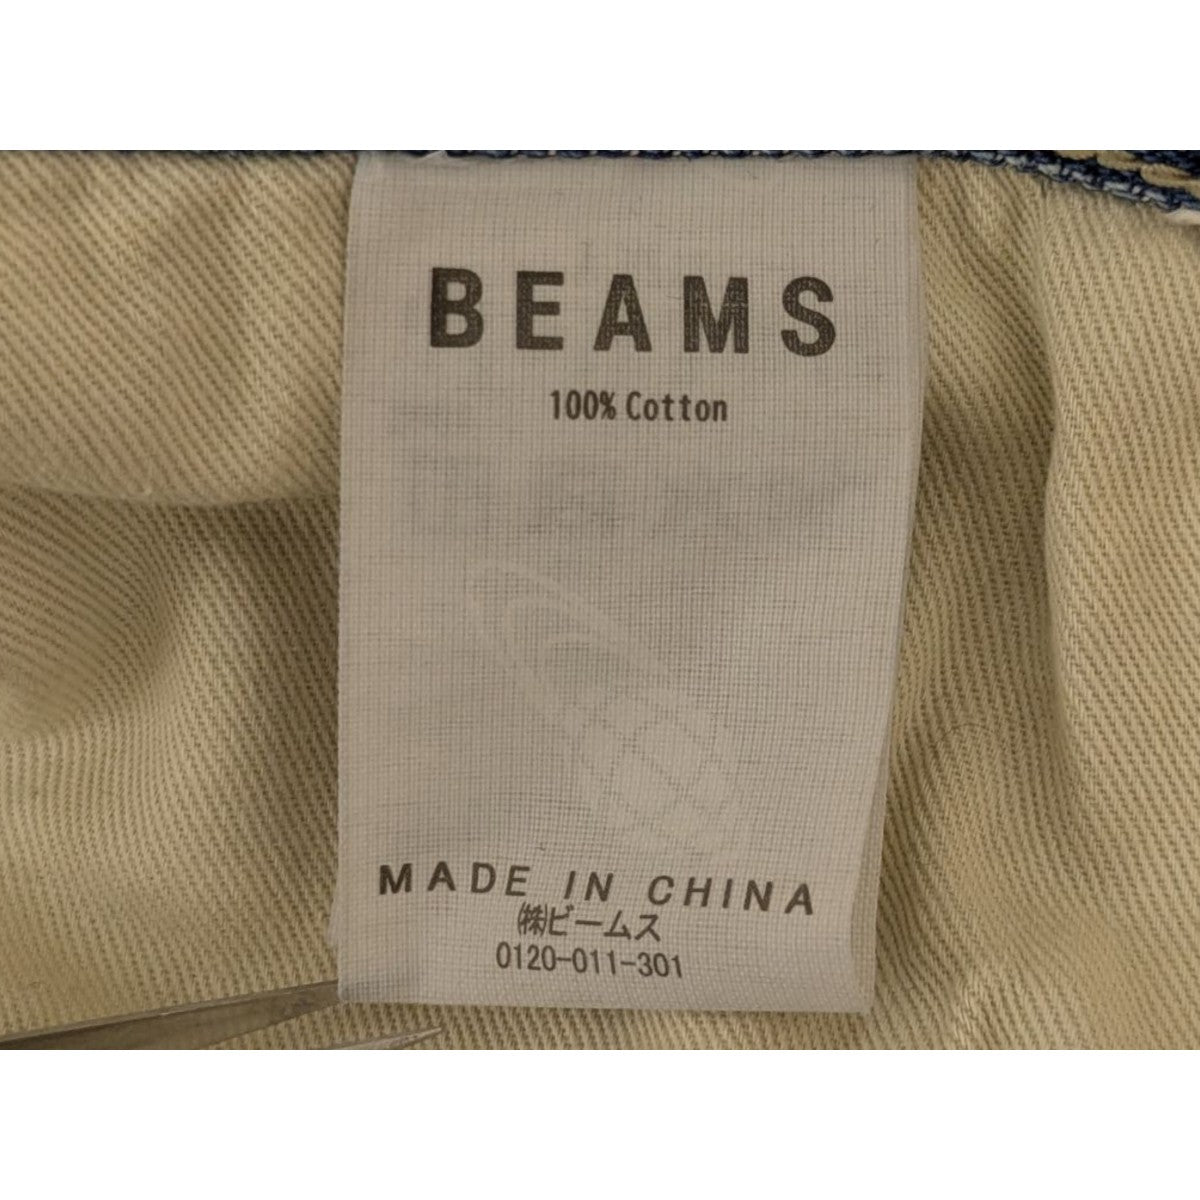 BEAMS
100% Cotton
MADE IN CHINA
㈱ビームス
0120-011-301